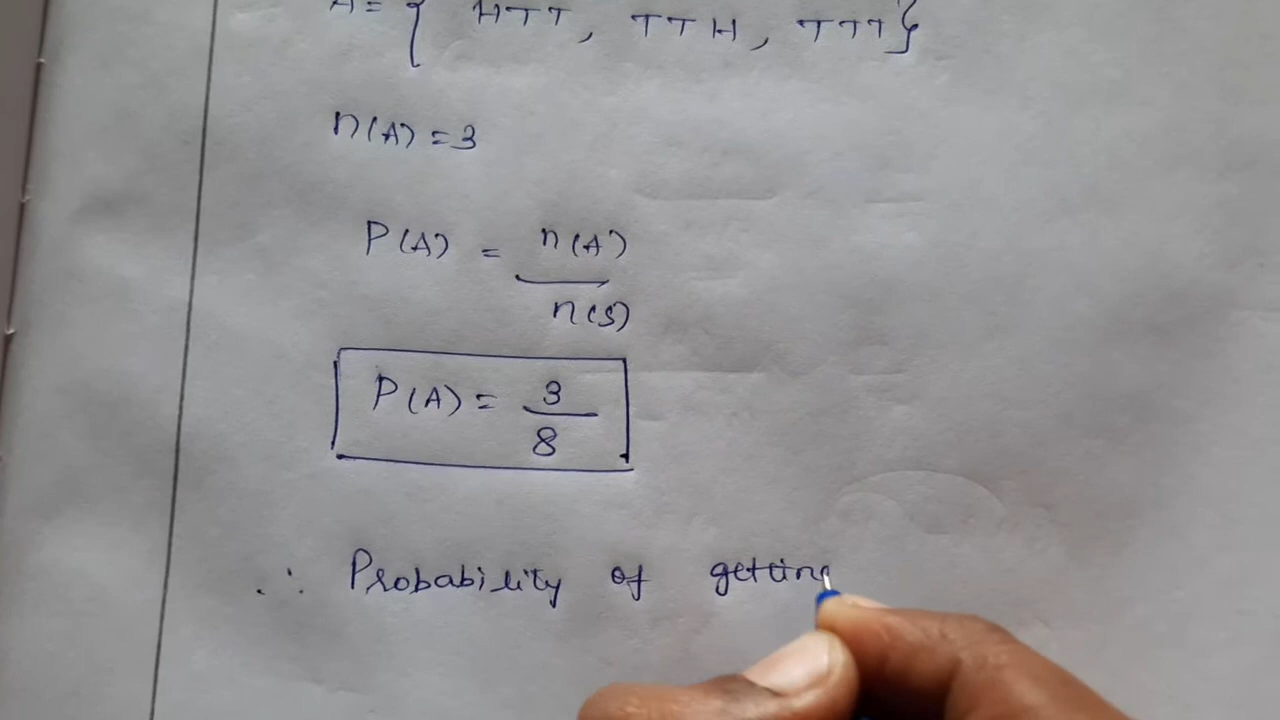 A = { HTT, TTH, TTT}
n(A) = 3
P(A) = n(A)
n(S)
P(A) = 3
8
∴ Probability of getting